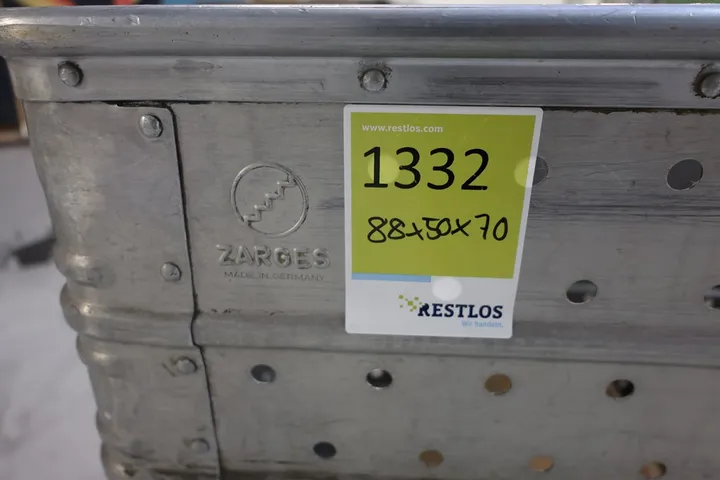 www.restlos.com
1332
88x50x70
ZARGES
MADE IN GERMANY
RESTLOS
Wir handeln.